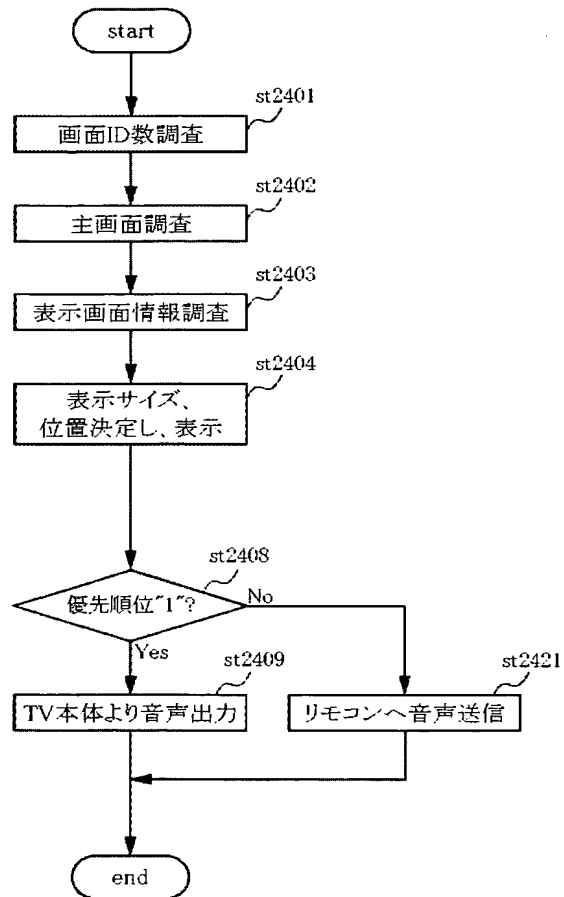 start
st2401
画面ID数調査
st2402
主画面調査
st2403
表示画面情報調査
st2404
表示サイズ、
位置決定し、表示
st2408
優先順位"1"?
No
Yes
st2409
TV本体より音声出力
st2421
リモコンへ音声送信
end